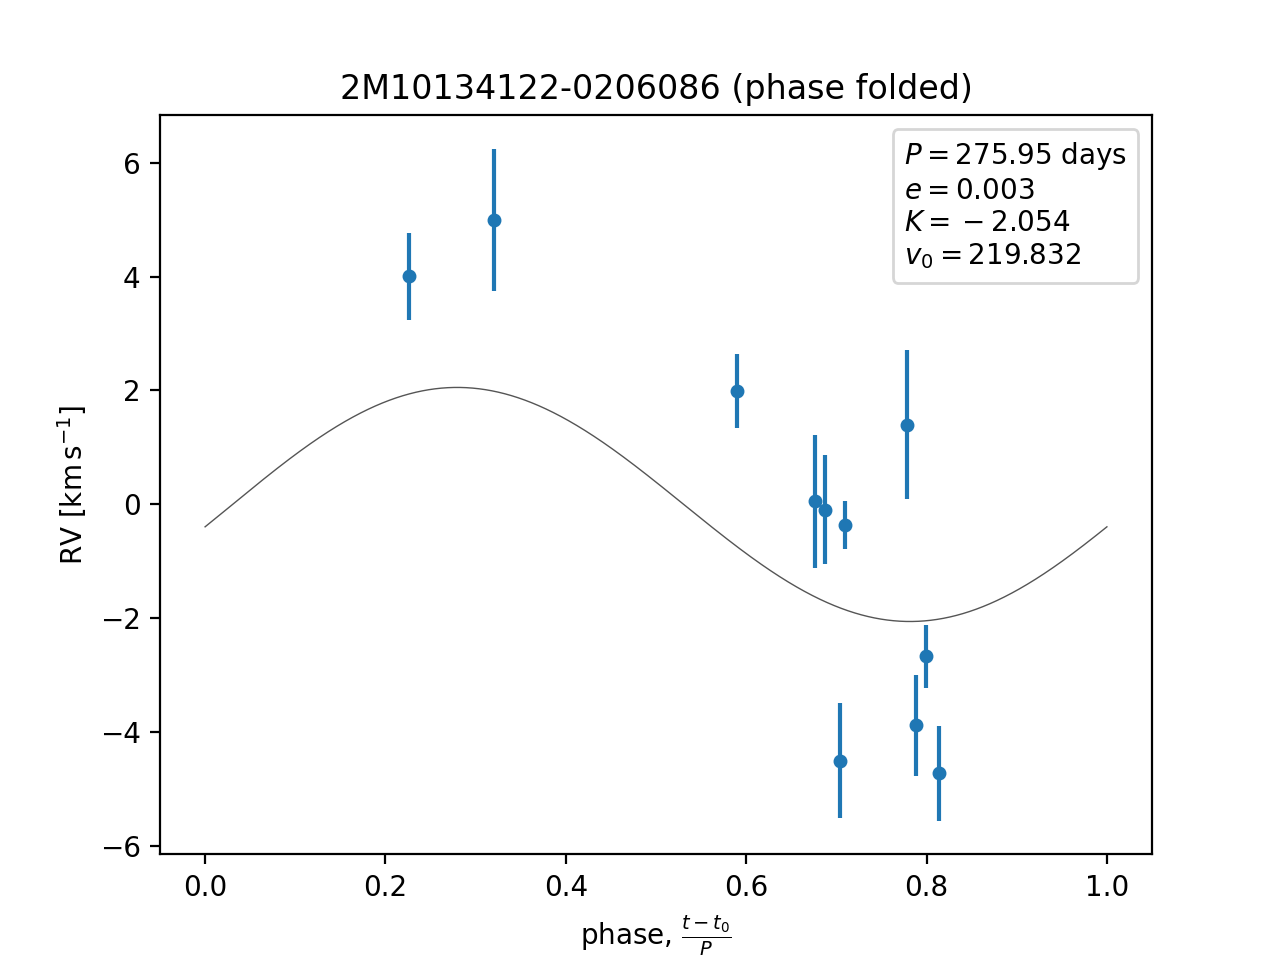 2M10134122-0206086 (phase folded)
P = 275.95 days
e = 0.003
K = −2.054
v₀ = 219.832
RV [km s⁻¹]
6
4
2
0
−2
−4
−6
0.0 0.2 0.4 0.6 0.8 1.0
phase, (t − t₀)/P